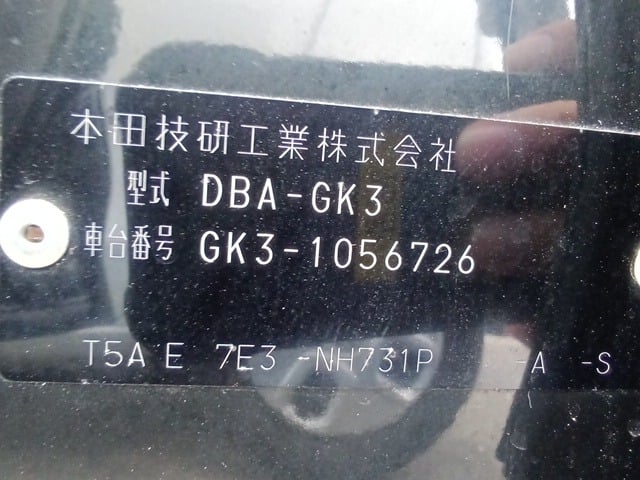 本田技研工業株式会社
型式 DBA-GK3
車台番号 GK3-1056726
T5A E 7E3 -NH731P -A -S